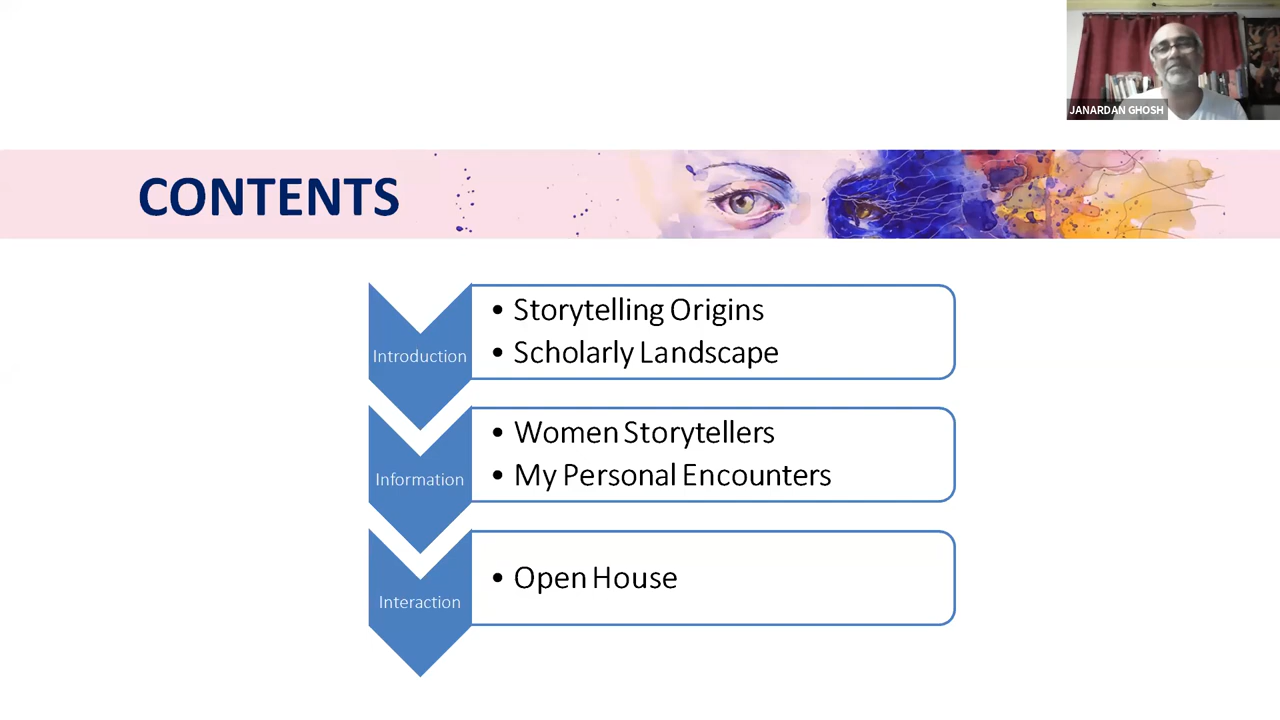 JANARDAN GHOSH
CONTENTS
Introduction
• Storytelling Origins
• Scholarly Landscape
Information
• Women Storytellers
• My Personal Encounters
Interaction
• Open House